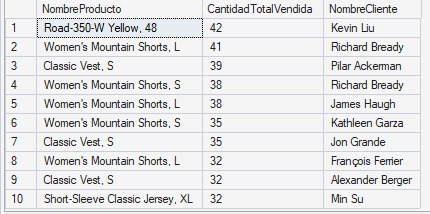 NombreProducto CantidadTotalVendida NombreCliente
1 Road-350-W Yellow, 48 42 Kevin Liu
2 Women's Mountain Shorts, L 41 Richard Bready
3 Classic Vest, S 39 Pilar Ackerman
4 Women's Mountain Shorts, S 38 Richard Bready
5 Women's Mountain Shorts, L 38 James Haugh
6 Women's Mountain Shorts, S 35 Kathleen Garza
7 Classic Vest, S 35 Jon Grande
8 Women's Mountain Shorts, L 32 François Ferrier
9 Classic Vest, S 32 Alexander Berger
10 Short-Sleeve Classic Jersey, XL 32 Min Su